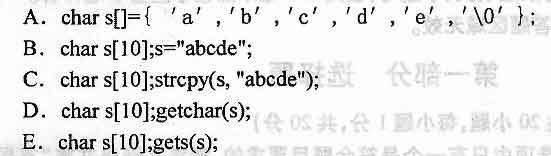 A. char s[]={ 'a' ,'b' ,'c' ,'d' ,'e' ,'\0' };
B. char s[10];s="abcde";
C. char s[10];strcpy(s, "abcde");
D. char s[10];getchar(s);
E. char s[10];gets(s);